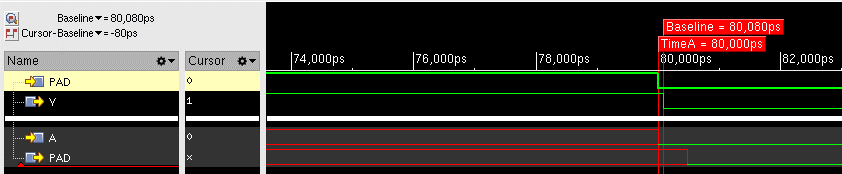 Baseline▾= 80,080ps
Cursor-Baseline▾= -80ps
Baseline = 80,080ps
TimeA = 80,000ps
Name
Cursor
74,000ps
76,000ps
78,000ps
80,000ps
82,000ps
PAD
0
Y
1
A
0
PAD
x